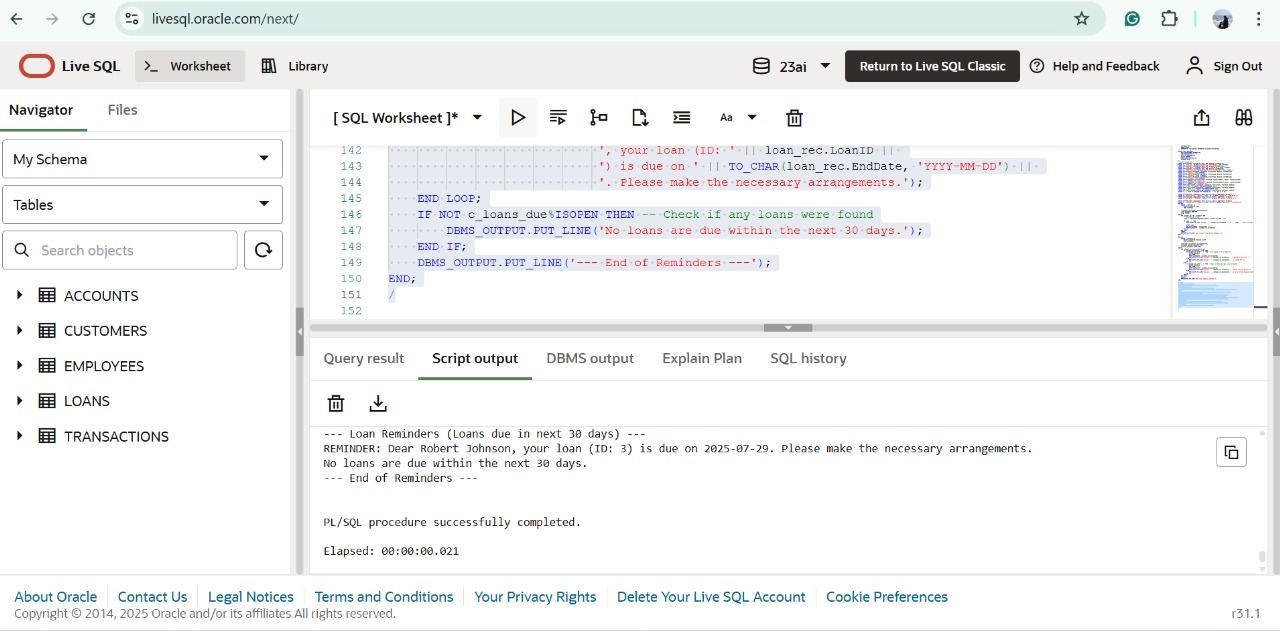 livesql.oracle.com/next/
Live SQL
>_ Worksheet
Library
23ai
Return to Live SQL Classic
Help and Feedback
Sign Out
Navigator
Files
My Schema
Tables
Search objects
ACCOUNTS
CUSTOMERS
EMPLOYEES
LOANS
TRANSACTIONS
[ SQL Worksheet ]*
Aa
142 ', your loan (ID: ' || loan_rec.LoanID ||
143 ') is due on ' || TO_CHAR(loan_rec.EndDate, 'YYYY-MM-DD') ||
144 '. Please make the necessary arrangements.');
145 END LOOP;
146 IF NOT %ISOPEN THEN -- Check if any loans were found
147 DBMS_OUTPUT.PUT_LINE('No loans are due within the next 30 days.');
148 END IF;
149 _LINE('--- End of Reminders ---');
150 END;
151 /
152
Query result
Script output
DBMS output
Explain Plan
SQL history
--- Loan Reminders (Loans due in next 30 days) ---
REMINDER: Dear Robert Johnson, your loan (ID: 3) is due on 2025-07-29. Please make the necessary arrangements.
No loans are due within the next 30 days.
--- End of Reminders ---
PL/SQL procedure successfully completed.
Elapsed: 00:00:00.021
About Oracle
Contact Us
Legal Notices
Terms and Conditions
Your Privacy Rights
Delete Your Live SQL Account
Cookie Preferences
Copyright © 2014, 2025 Oracle and/or its affiliates All rights reserved.
r31.1